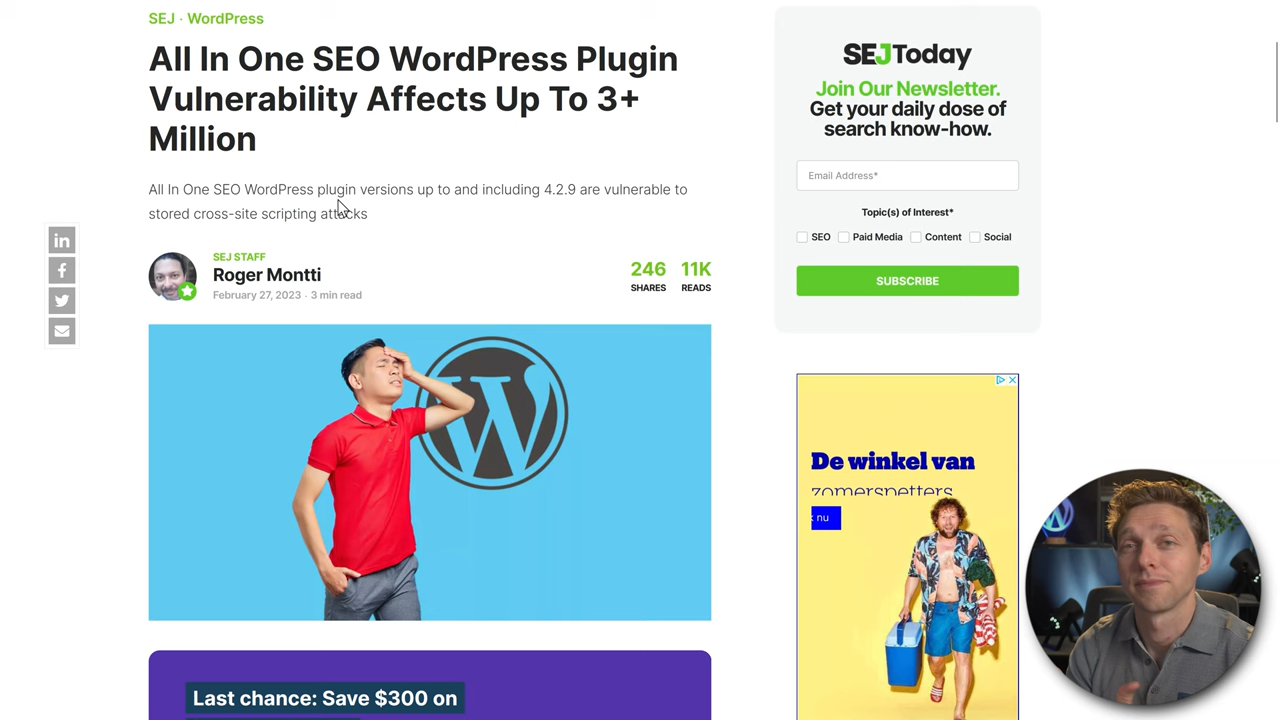 SEJ · WordPress
All In One SEO WordPress Plugin
Vulnerability Affects Up To 3+
Million
All In One SEO WordPress plugin versions up to and including 4.2.9 are vulnerable to
stored cross-site scripting attacks
SEJ STAFF
Roger Montti
February 27, 2023 · 3 min read
246
SHARES
11K
READS
Last chance: Save $300 on
SEJToday
Join Our Newsletter.
Get your daily dose of
search know-how.
Email Address*
Topic(s) of Interest*
SEO
Paid Media
Content
Social
SUBSCRIBE
De winkel van
zomerspetters
nu